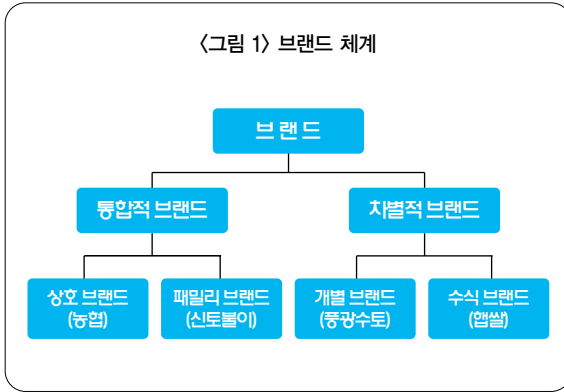 〈그림 1〉 브랜드 체계
브 랜 드
통합적 브랜드
차별적 브랜드
상호 브랜드
(농협)
패밀리 브랜드
(신토불이)
개별 브랜드
(풍광수토)
수식 브랜드
(햅쌀)